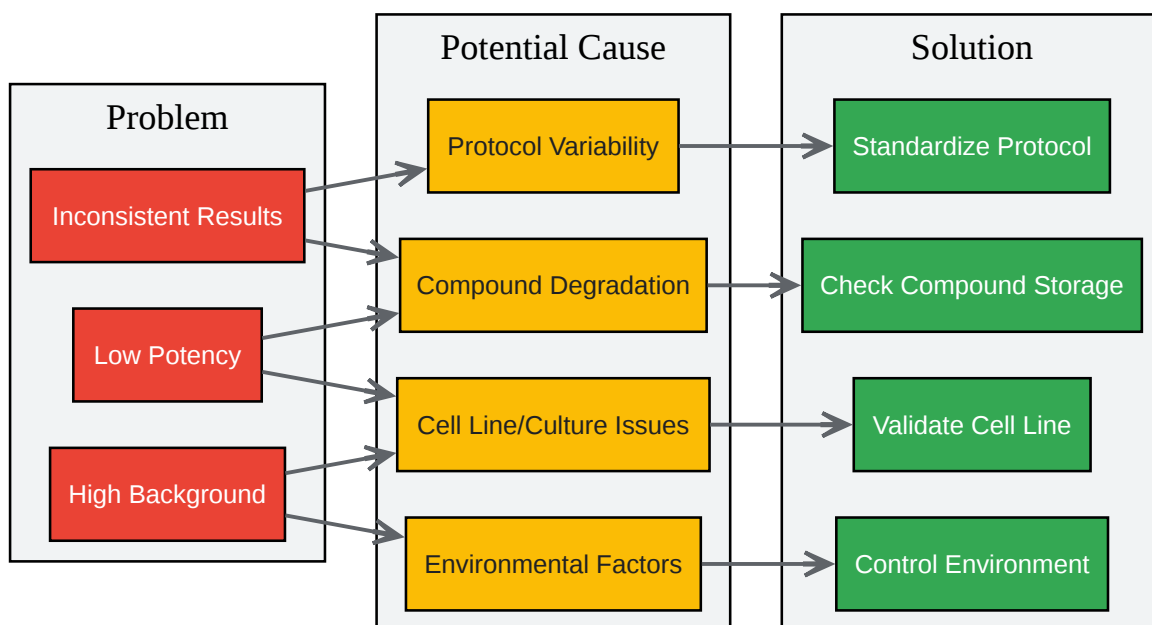 Problem
Inconsistent Results
Low Potency
High Background
Potential Cause
Protocol Variability
Compound Degradation
Cell Line/Culture Issues
Environmental Factors
Solution
Standardize Protocol
Check Compound Storage
Validate Cell Line
Control Environment